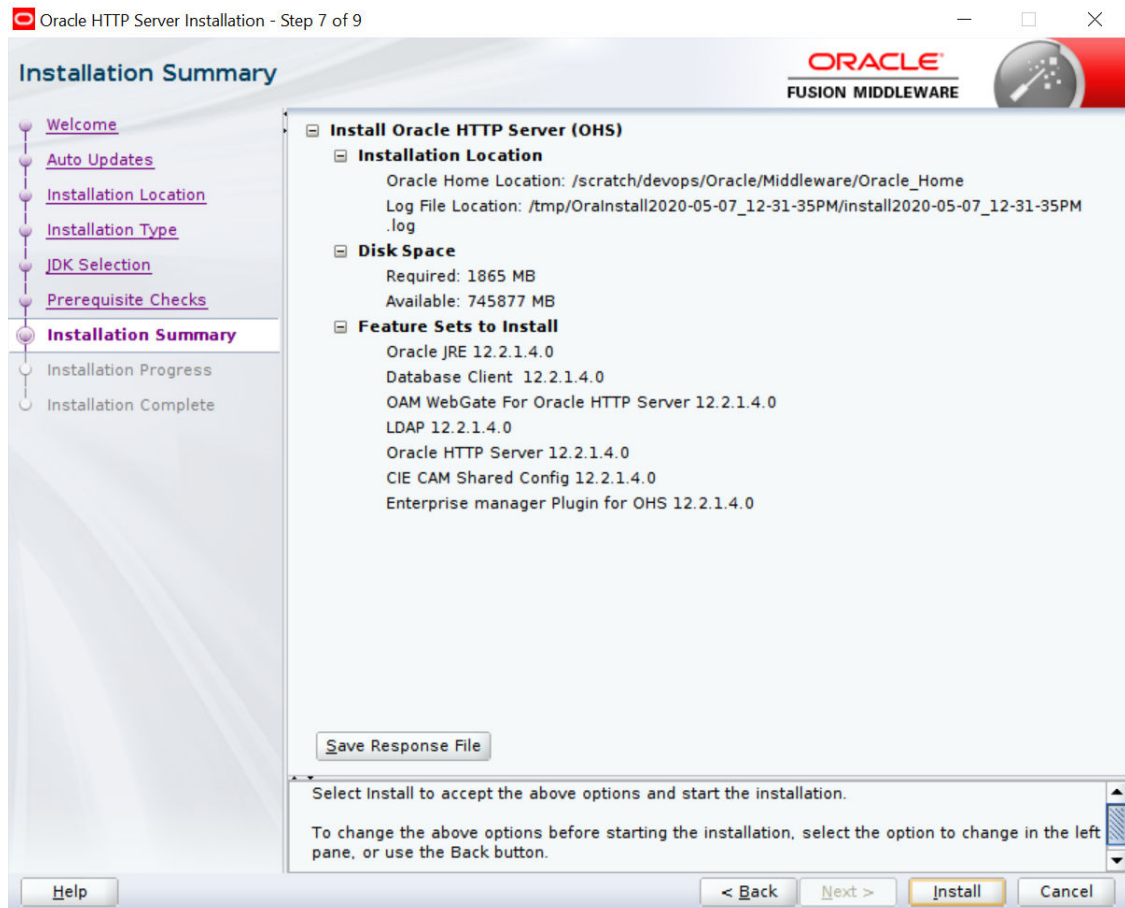 Oracle HTTP Server Installation - Step 7 of 9
Installation Summary
ORACLE
FUSION MIDDLEWARE
Welcome
Auto Updates
Installation Location
Installation Type
JDK Selection
Prerequisite Checks
Installation Summary
Installation Progress
Installation Complete
Install Oracle HTTP Server (OHS)
Installation Location
Oracle Home Location: /scratch/devops/Oracle/Middleware/Oracle_Home
Log File Location: /tmp/OraInstall2020-05-07_12-31-35PM/install2020-05-07_12-31-35PM
.log
Disk Space
Required: 1865 MB
Available: 745877 MB
Feature Sets to Install
Oracle JRE 12.2.1.4.0
Database Client  12.2.1.4.0
OAM WebGate For Oracle HTTP Server 12.2.1.4.0
LDAP 12.2.1.4.0
Oracle HTTP Server 12.2.1.4.0
CIE CAM Shared Config 12.2.1.4.0
Enterprise manager Plugin for OHS 12.2.1.4.0
Save Response File
Select Install to accept the above options and start the installation.
To change the above options before starting the installation, select the option to change in the left
pane, or use the Back button.
Help
< Back
Next >
Install
Cancel